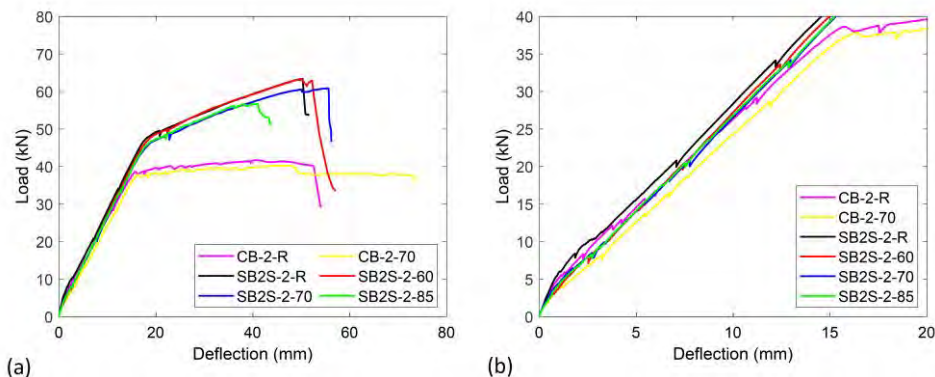 80
70
60
50
40
30
20
10
0
Load (kN)
CB-2-R
CB-2-70
SB2S-2-R
SB2S-2-60
SB2S-2-70
SB2S-2-85
0 20 40 60 80
Deflection (mm)
(a)
40
35
30
25
20
15
10
5
0
Load (kN)
CB-2-R
CB-2-70
SB2S-2-R
SB2S-2-60
SB2S-2-70
SB2S-2-85
0 5 10 15 20
Deflection (mm)
(b)